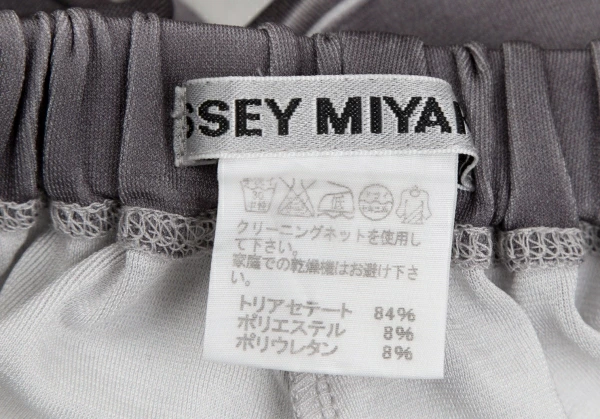 SSEY MIYA
低
クリーニングネットを使用し
て下さい。
家庭での乾燥機はお避け下さ
い。
トリアセテート 84%
ポリエステル 8%
ポリウレタン 8%